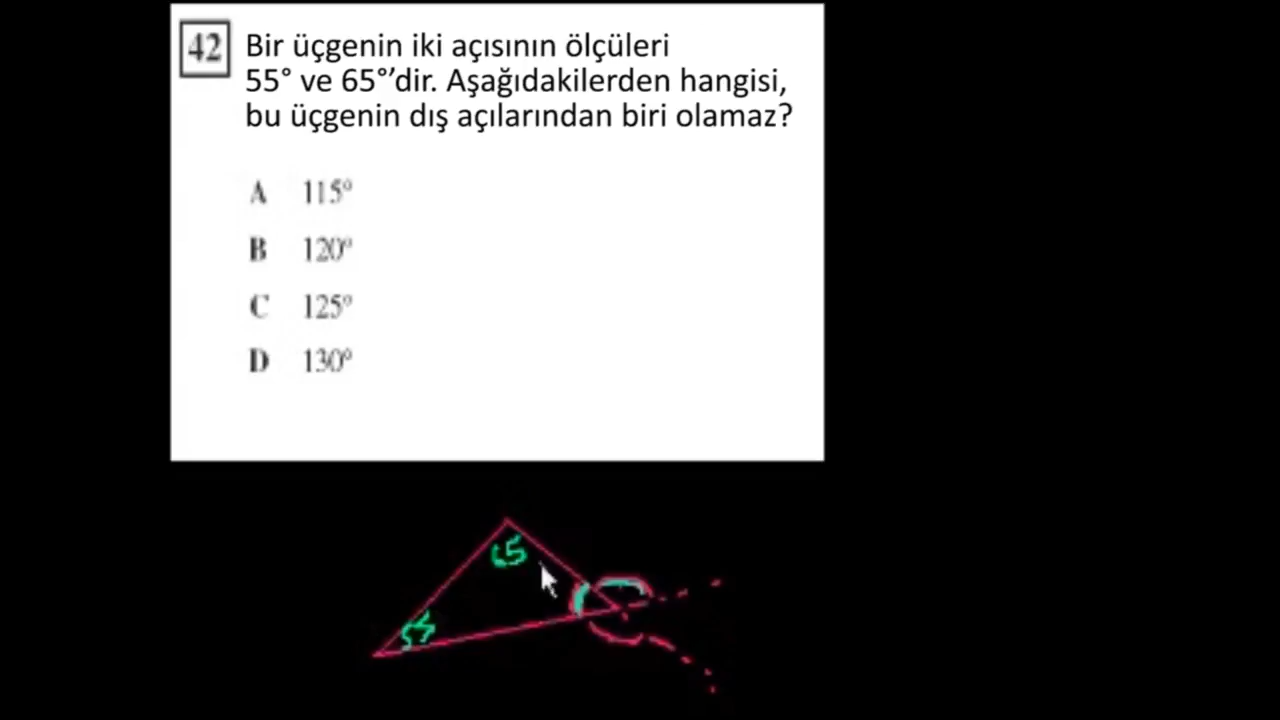 42 Bir üçgenin iki açısının ölçüleri
55° ve 65°'dir. Aşağıdakilerden hangisi,
bu üçgenin dış açılarından biri olamaz?
A 115°
B 120°
C 125°
D 130°
65
55